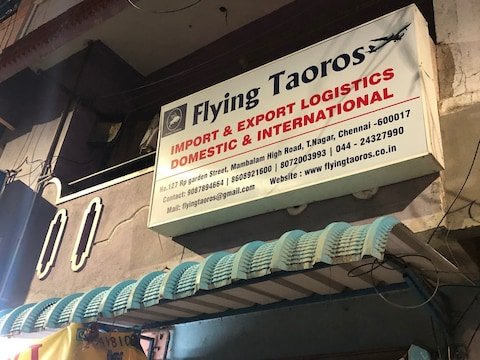 Flying Taoros
IMPORT & EXPORT LOGISTICS
DOMESTIC & INTERNATIONAL
No.127 Rp garden Street, Mambalam High Road, T.Nagar, Chennai -600017
Contact: 9087894664 | 8608921600 | 8072003993 | 044 - 24327990
Mail: flyingtaoros@gmail.com Website : www.flyingtaoros.co.in